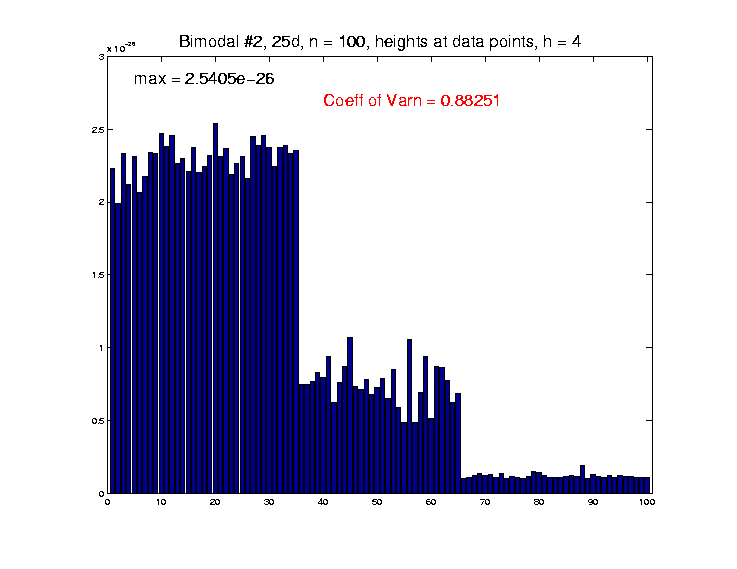 Bimodal #2, 25d, n = 100, heights at data points, h = 4
x 10^-26
max = 2.5405e-26
Coeff of Varn = 0.88251
3
2.5
2
1.5
1
0.5
0
0 10 20 30 40 50 60 70 80 90 100